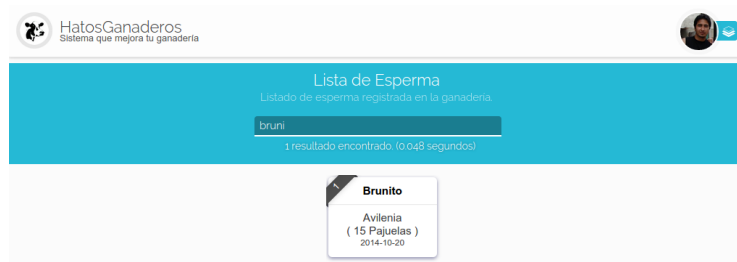 HatosGanaderos
Sistema que mejora tu ganadería
Lista de Esperma
Listado de esperma registrada en la ganadería.
bruni
1 resultado encontrado. (0.048 segundos)
1
Brunito
Avilenia
( 15 Pajuelas )
2014-10-20